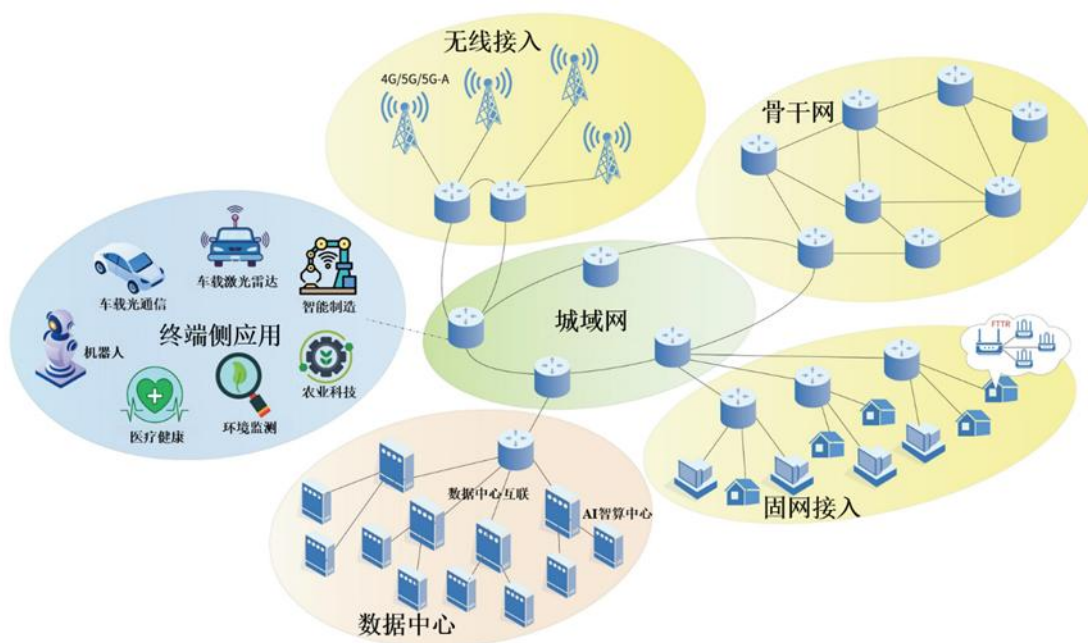 无线接入
4G/5G/5G-A
骨干网
车载激光雷达
车载光通信
智能制造
终端侧应用
机器人
农业科技
医疗健康
环境监测
城域网
FTTR
固网接入
数据中心互联
AI智算中心
数据中心